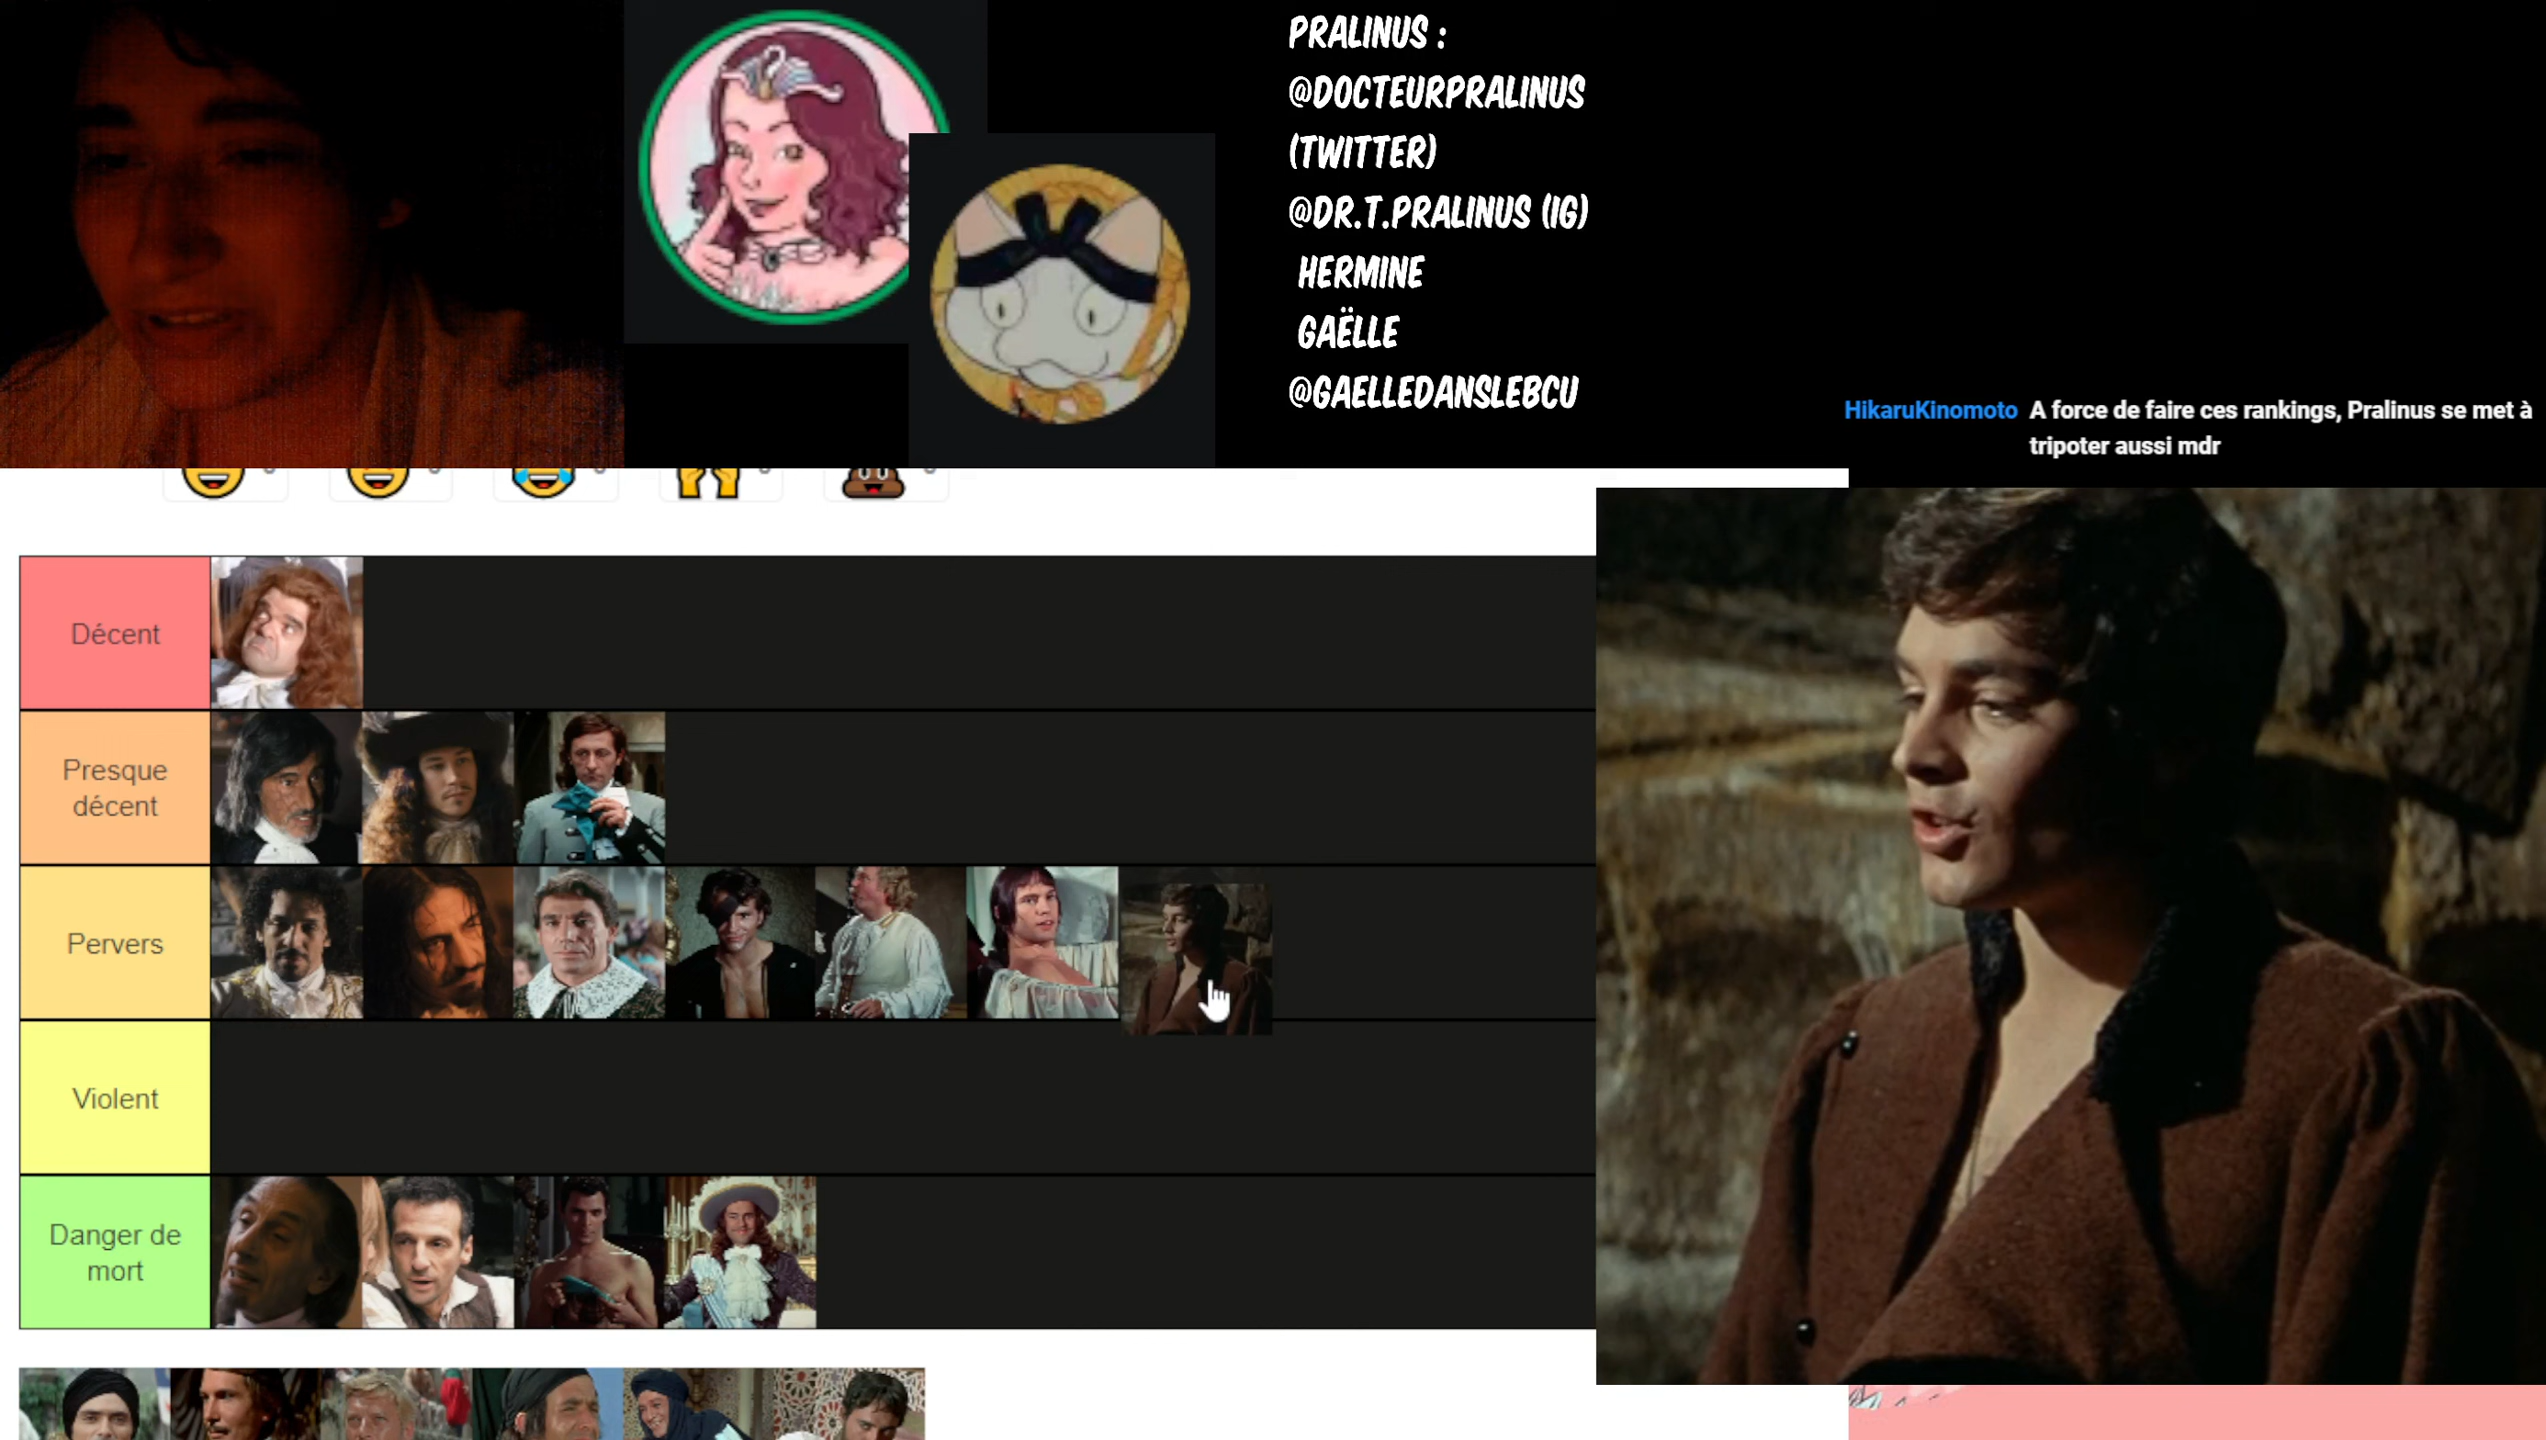 PRALINUS :
@DOCTEURPRALINUS
(TWITTER)
@DR.T.PRALINUS (IG)
HERMINE
GAËLLE
@GAELLEDANSLEBCU
HikaruKinomoto A force de faire ces rankings, Pralinus se met à
tripoter aussi mdr
Décent
Presque
décent
Pervers
Violent
Danger de
mort